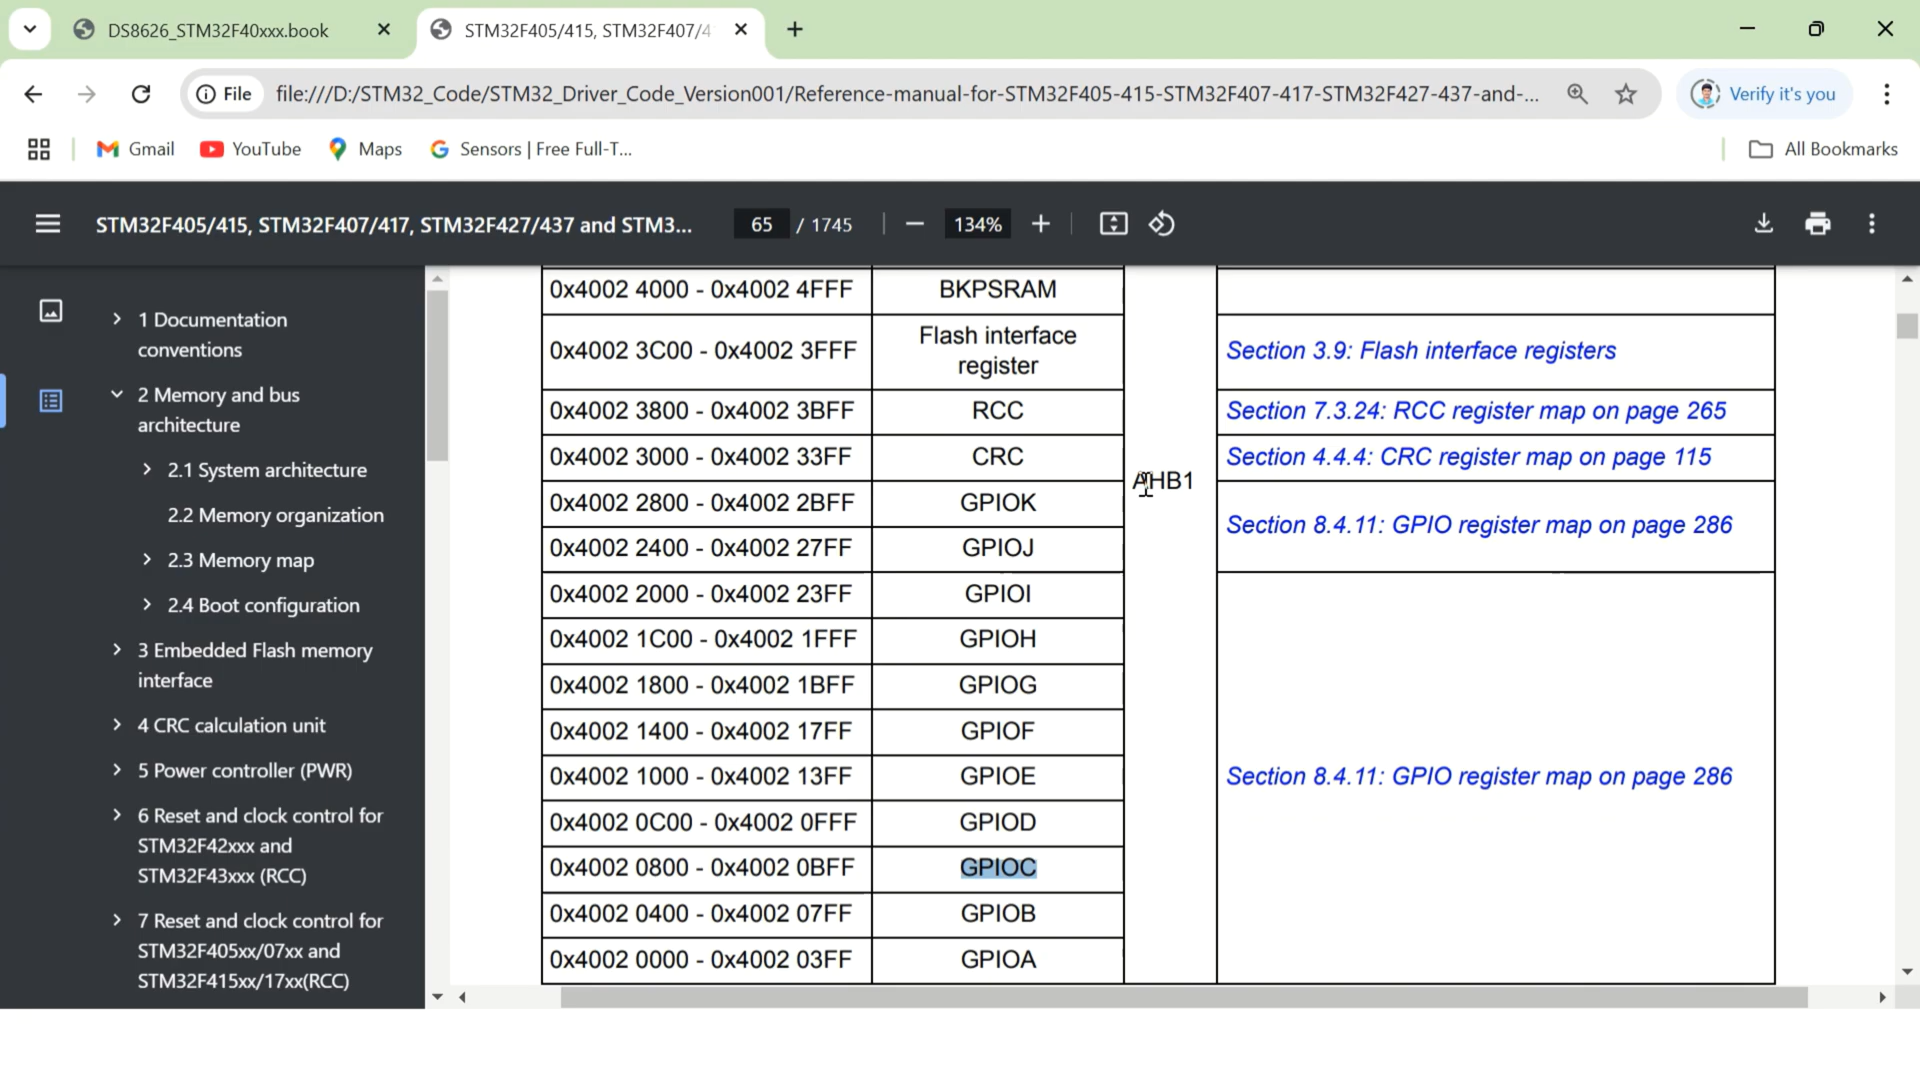 DS8626_STM32F40xxx.book
STM32F405/415, STM32F407/4
File
file:///D:/STM32_Code/STM32_Driver_Code_Version001/Reference-manual-for-STM32F405-415-STM32F407-417-STM32F427-437-and-...
Verify it's you
Gmail
YouTube
Maps
Sensors | Free Full-T...
All Bookmarks
STM32F405/415, STM32F407/417, STM32F427/437 and STM3...
65 / 1745
134%
1 Documentation
conventions
2 Memory and bus
architecture
2.1 System architecture
2.2 Memory organization
2.3 Memory map
2.4 Boot configuration
3 Embedded Flash memory
interface
4 CRC calculation unit
5 Power controller (PWR)
6 Reset and clock control for
STM32F42xxx and
STM32F43xxx (RCC)
7 Reset and clock control for
STM32F405xx/07xx and
STM32F415xx/17xx(RCC)
0x4002 4000 - 0x4002 4FFF BKPSRAM
0x4002 3C00 - 0x4002 3FFF Flash interface register Section 3.9: Flash interface registers
0x4002 3800 - 0x4002 3BFF RCC Section 7.3.24: RCC register map on page 265
0x4002 3000 - 0x4002 33FF CRC Section 4.4.4: CRC register map on page 115
AHB1
0x4002 2800 - 0x4002 2BFF GPIOK
Section 8.4.11: GPIO register map on page 286
0x4002 2400 - 0x4002 27FF GPIOJ
0x4002 2000 - 0x4002 23FF GPIOI
0x4002 1C00 - 0x4002 1FFF GPIOH
0x4002 1800 - 0x4002 1BFF GPIOG
0x4002 1400 - 0x4002 17FF GPIOF
0x4002 1000 - 0x4002 13FF GPIOE Section 8.4.11: GPIO register map on page 286
0x4002 0C00 - 0x4002 0FFF GPIOD
0x4002 0800 - 0x4002 0BFF GPIOC
0x4002 0400 - 0x4002 07FF GPIOB
0x4002 0000 - 0x4002 03FF GPIOA